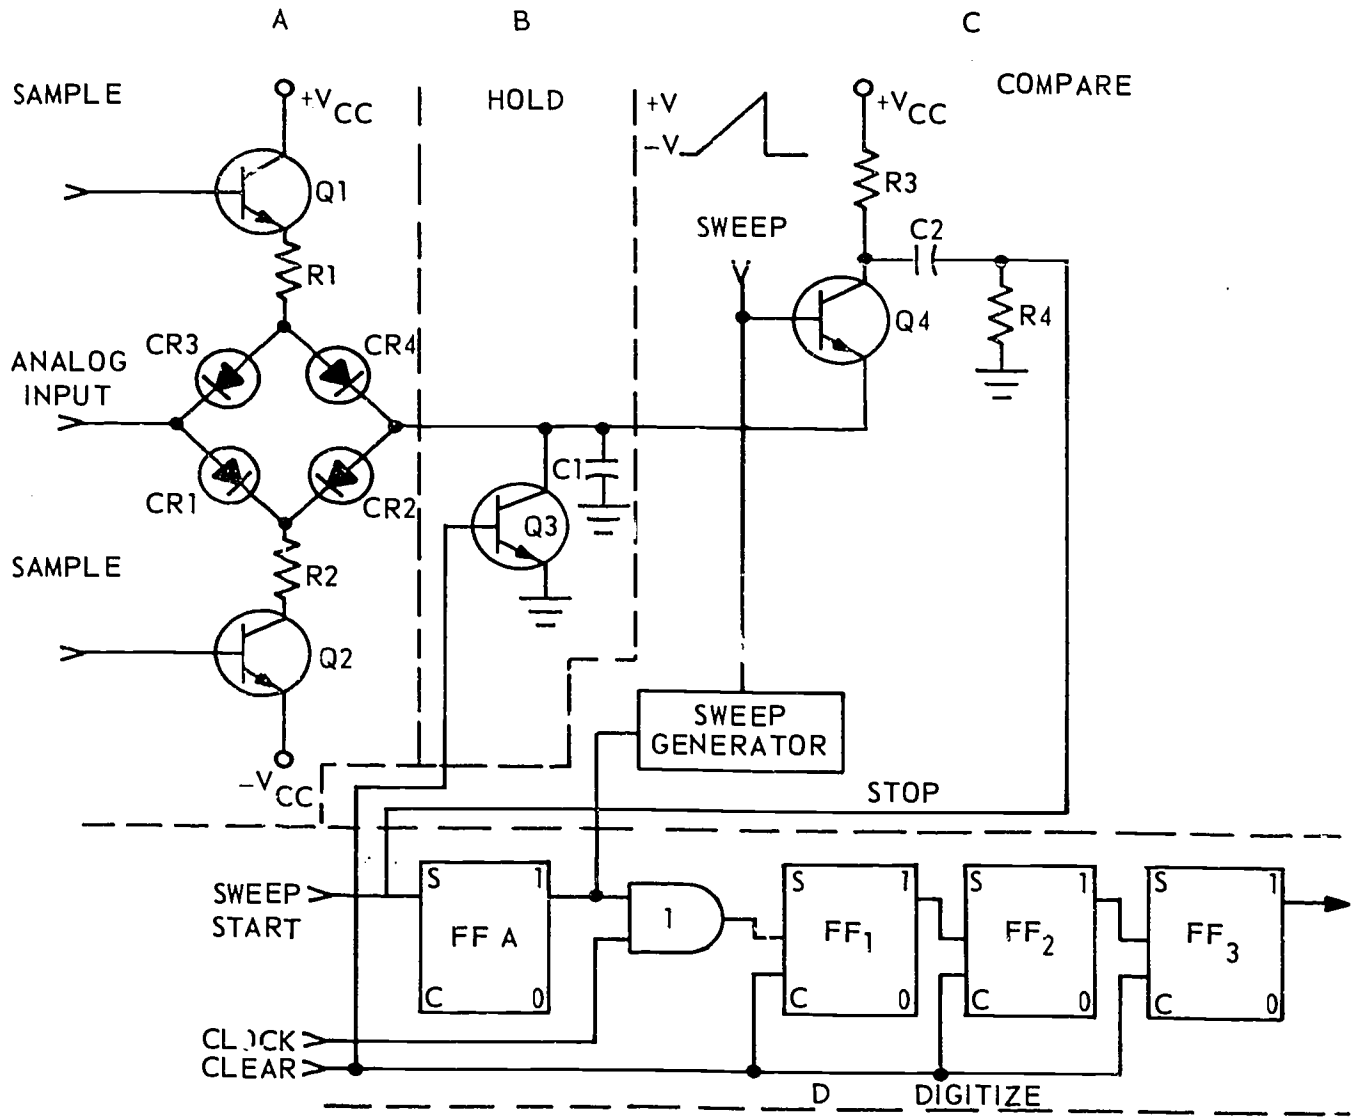 A
B
C
SAMPLE
+VCC
HOLD
+V
-V
+VCC
COMPARE
Q1
R3
SWEEP
C2
R1
Q4
R4
CR3
CR4
ANALOG
INPUT
C1
CR1
CR2
Q3
SAMPLE
R2
Q2
SWEEP
GENERATOR
-VCC
STOP
SWEEP
START
S 1
FF A
C 0
1
S 1
FF1
C 0
S 1
FF2
C 0
S 1
FF3
C 0
CLOCK
CLEAR
D DIGITIZE